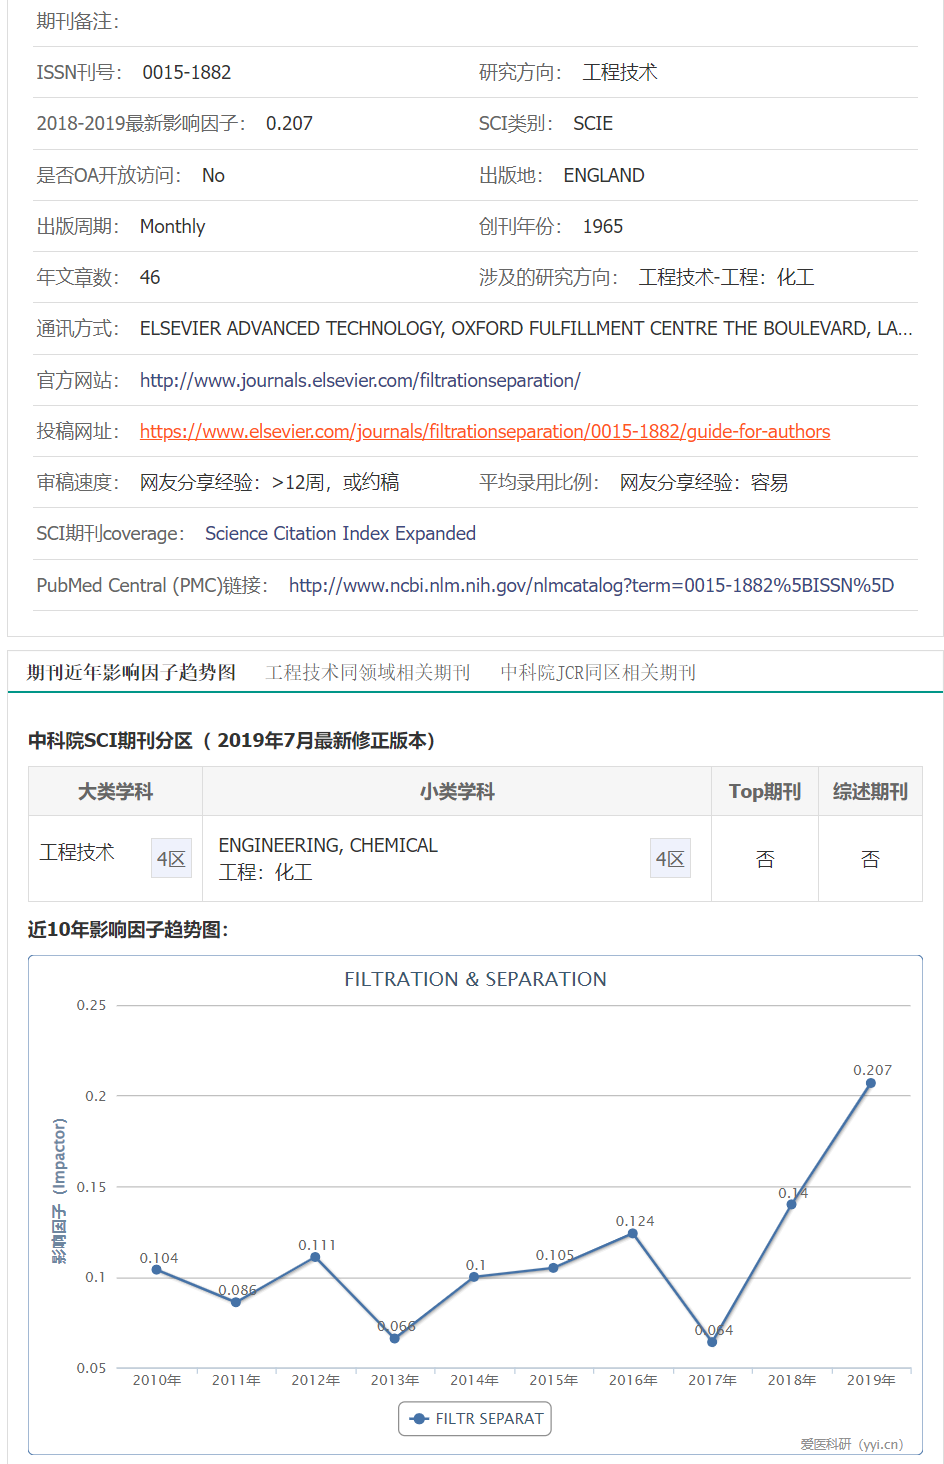 期刊备注：
ISSN刊号： 0015-1882 研究方向： 工程技术
2018-2019最新影响因子： 0.207 SCI类别： SCIE
是否OA开放访问： No 出版地： ENGLAND
出版周期： Monthly 创刊年份： 1965
年文章数： 46 涉及的研究方向： 工程技术-工程：化工
通讯方式： ELSEVIER ADVANCED TECHNOLOGY, OXFORD FULFILLMENT CENTRE THE BOULEVARD, LA...
官方网站： http://www.journals.elsevier.com/filtrationseparation/
投稿网址： https://www.elsevier.com/journals/filtrationseparation/0015-1882/guide-for-authors
审稿速度： 网友分享经验：>12周，或约稿 平均录用比例： 网友分享经验：容易
SCI期刊coverage： Science Citation Index Expanded
PubMed Central (PMC)链接： http://www.ncbi.nlm.nih.gov/nlmcatalog?term=0015-1882%5BISSN%5D
期刊近年影响因子趋势图 工程技术同领域相关期刊 中科院JCR同区相关期刊
中科院SCI期刊分区（ 2019年7月最新修正版本）
大类学科 小类学科 Top期刊 综述期刊
工程技术 4区 ENGINEERING, CHEMICAL 4区 否 否
工程：化工
近10年影响因子趋势图：
FILTRATION & SEPARATION
0.25
0.207
0.2
0.15
0.14
0.124
0.111
0.104
0.105
0.1
0.086
0.1
0.066
0.064
0.05
影响因子（Impactor）
2010年 2011年 2012年 2013年 2014年 2015年 2016年 2017年 2018年 2019年
FILTR SEPARAT
爱医科研（yyi.cn）